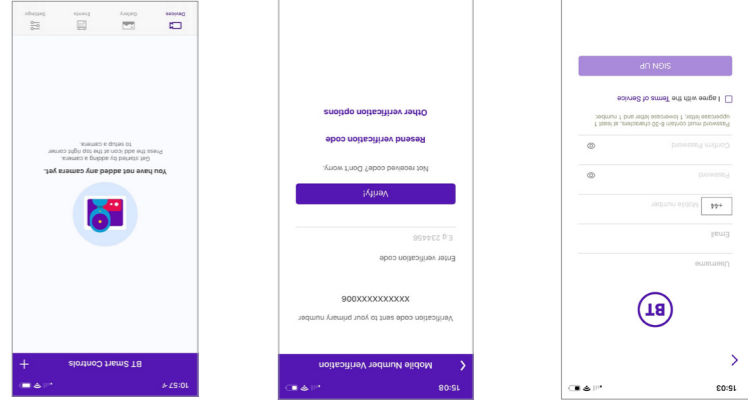 15:03
BT
Username
Email
+44 Mobile number
Password
Confirm Password
Password must contain 6-30 characters, at least 1
uppercase letter, 1 lowercase letter and 1 number.
I agree with the Terms of Service
SIGN UP
15:08
Mobile Number Verification
Verification code sent to your primary number.
XXXXXXXXXX006
Enter verification code
E.g 234456
Verify!
Not received code? Don't worry.
Resend verification code
Other verification options
10:57
BT Smart Controls
+
You have not added any camera yet.
Get started by adding a camera.
Press the add icon at the top right corner
to setup a camera.
Devices
Gallery
Events
Settings